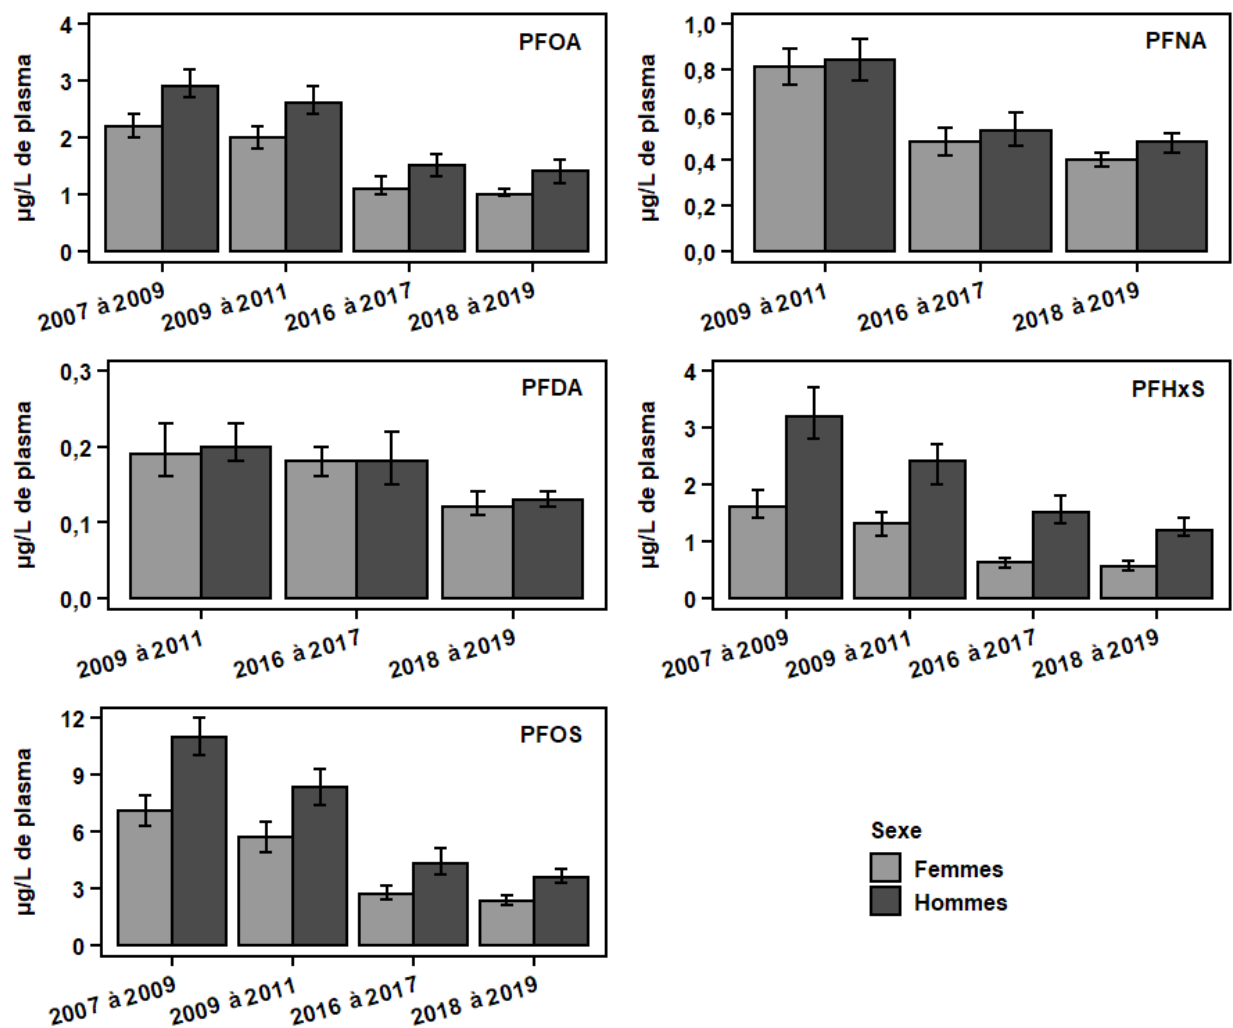 PFOA
µg/L de plasma
4
3
2
1
0
2007 à 2009
2009 à 2011
2016 à 2017
2018 à 2019
PFNA
µg/L de plasma
1,0
0,8
0,6
0,4
0,2
0,0
2009 à 2011
2016 à 2017
2018 à 2019
PFDA
µg/L de plasma
0,3
0,2
0,1
0,0
2009 à 2011
2016 à 2017
2018 à 2019
PFHxS
µg/L de plasma
4
3
2
1
0
2007 à 2009
2009 à 2011
2016 à 2017
2018 à 2019
PFOS
µg/L de plasma
12
9
6
3
0
2007 à 2009
2009 à 2011
2016 à 2017
2018 à 2019
Sexe
Femmes
Hommes